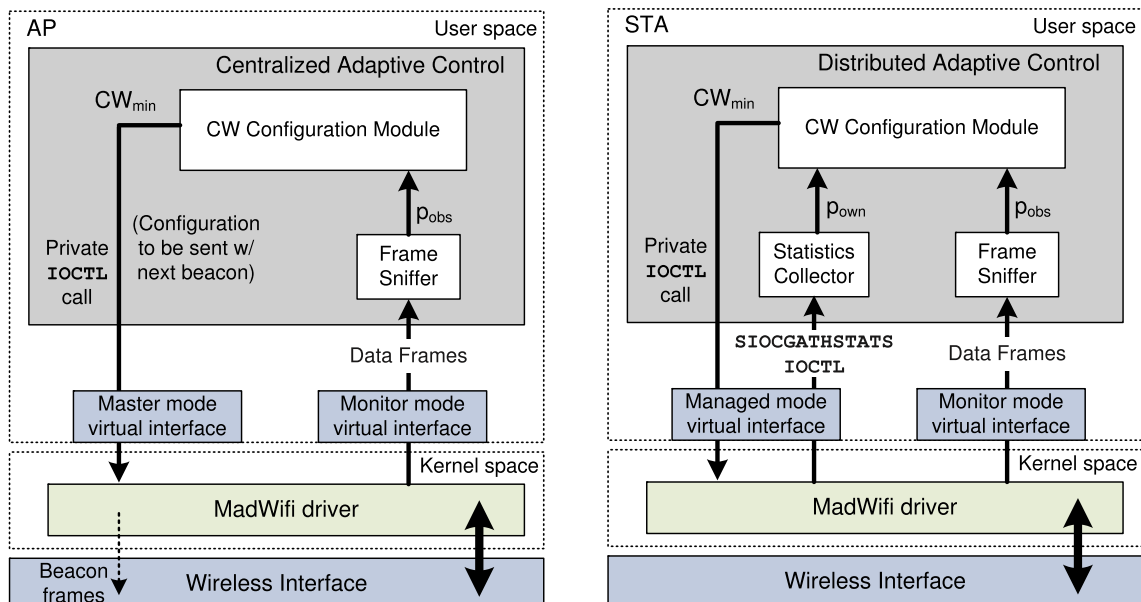 AP
User space
Centralized Adaptive Control
CWmin
CW Configuration Module
pobs
(Configuration
to be sent w/
next beacon)
Private
IOCTL
call
Frame
Sniffer
Data Frames
Master mode
virtual interface
Monitor mode
virtual interface
Kernel space
MadWifi driver
Beacon
frames
Wireless Interface
STA
User space
Distributed Adaptive Control
CWmin
CW Configuration Module
pown
pobs
Private
IOCTL
call
Statistics
Collector
Frame
Sniffer
SIOCGATHSTATS
IOCTL
Data Frames
Managed mode
virtual interface
Monitor mode
virtual interface
Kernel space
MadWifi driver
Wireless Interface